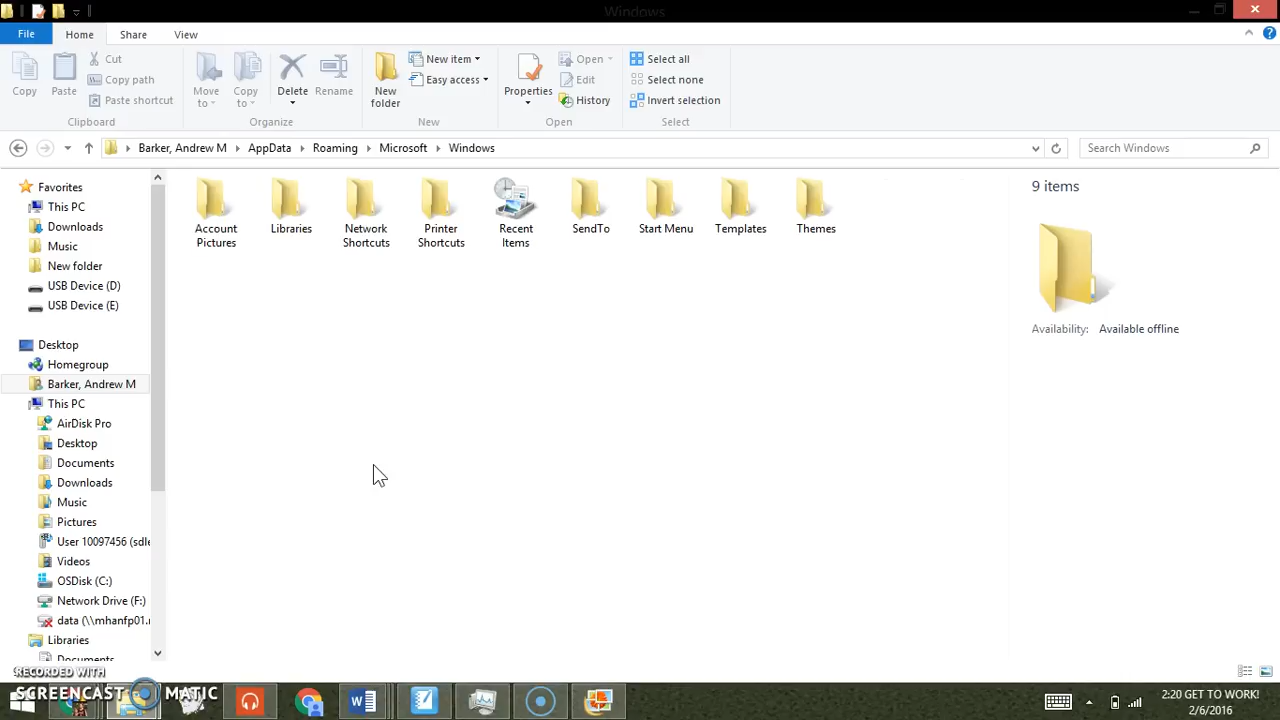 Windows
File Home Share View
Copy
Paste
Cut
Copy path
Paste shortcut
Clipboard
Move to
Copy to
Delete
Rename
Organize
New folder
New item
Easy access
New
Properties
Open
Edit
History
Open
Select all
Select none
Invert selection
Select
Barker, Andrew M AppData Roaming Microsoft Windows
Search Windows
Favorites
This PC
Downloads
Music
New folder
USB Device (D)
USB Device (E)
Desktop
Homegroup
Barker, Andrew M
This PC
AirDisk Pro
Desktop
Documents
Downloads
Music
Pictures
User 10097456 (sdle
Videos
OSDisk (C:)
Network Drive (F:)
data (\\mhanfp01.r
Libraries
Documents
Account
Pictures
Libraries
Network
Shortcuts
Printer
Shortcuts
Recent
Items
SendTo
Start Menu
Templates
Themes
9 items
Availability: Available offline
RECORDED WITH
SCREENCAST MATIC
2:20 GET TO WORK!
2/6/2016